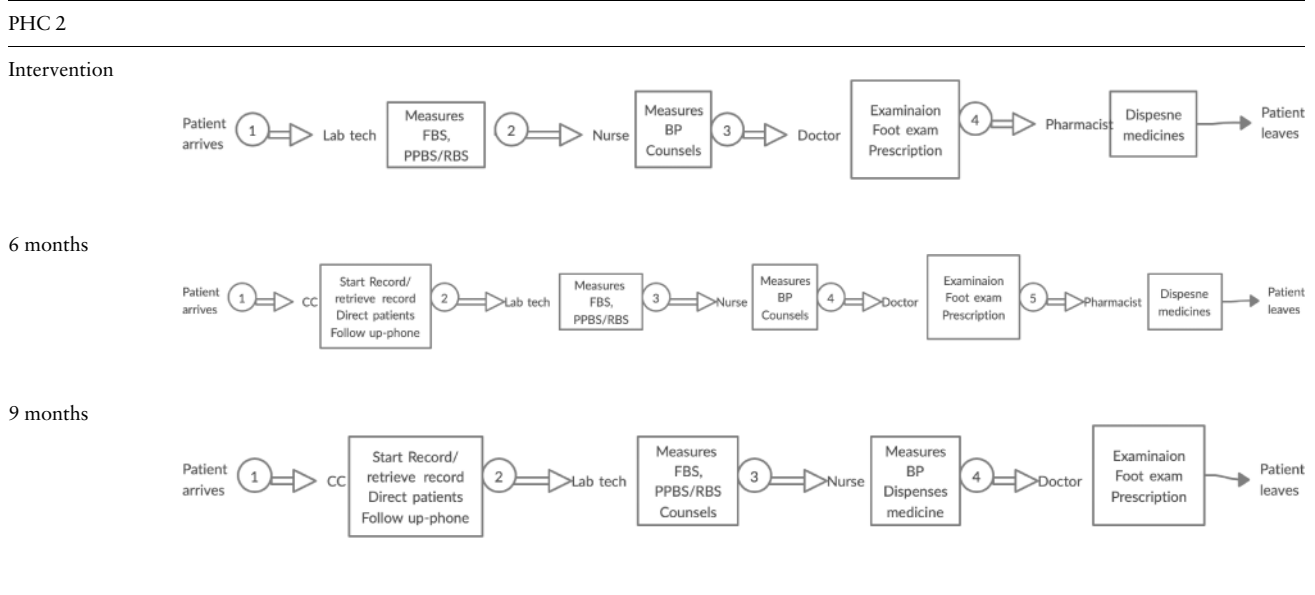 PHC 2
Intervention
Patient
arrives
1
Lab tech
Measures
FBS,
PPBS/RBS
2
Nurse
Measures
BP
Counsels
3
Doctor
Examinaion
Foot exam
Prescription
4
Pharmacist
Dispesne
medicines
Patient
leaves
6 months
Patient
arrives
1
CC
Start Record/
retrieve record
Direct patients
Follow up-phone
2
Lab tech
Measures
FBS,
PPBS/RBS
3
Nurse
Measures
BP
Counsels
4
Doctor
Examinaion
Foot exam
Prescription
5
Pharmacist
Dispesne
medicines
Patient
leaves
9 months
Patient
arrives
1
CC
Start Record/
retrieve record
Direct patients
Follow up-phone
2
Lab tech
Measures
FBS,
PPBS/RBS
Counsels
3
Nurse
Measures
BP
Dispenses
medicine
4
Doctor
Examinaion
Foot exam
Prescription
Patient
leaves